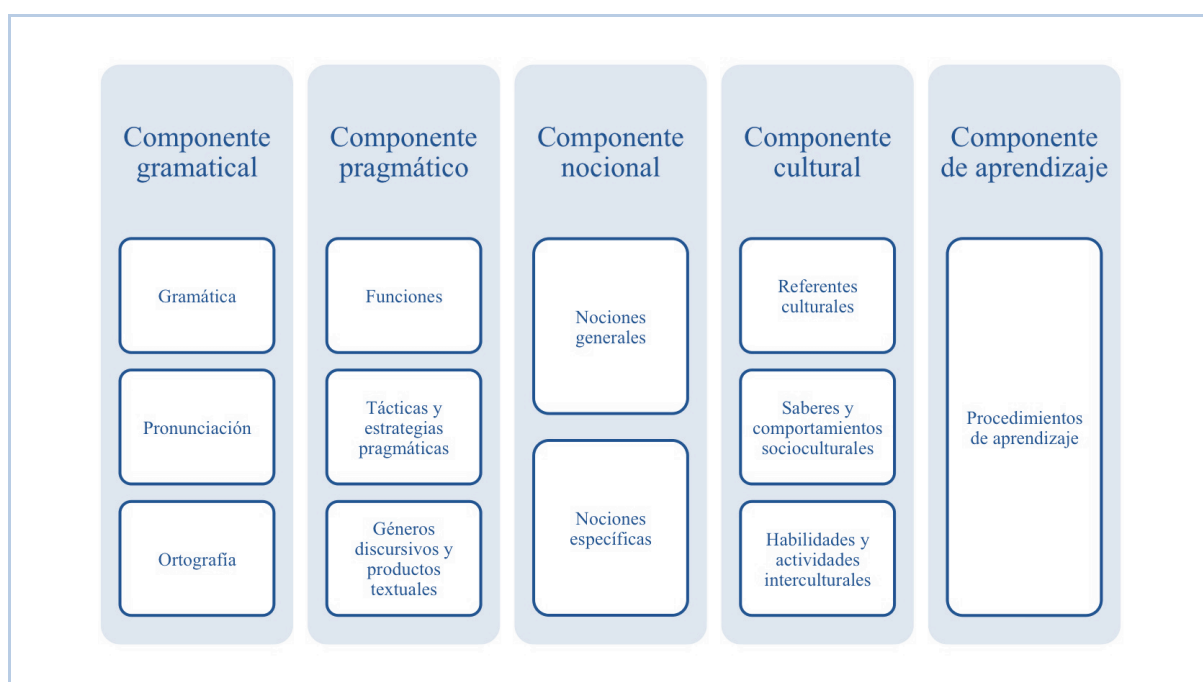 Componente
gramatical
Gramática
Pronunciación
Ortografía
Componente
pragmático
Funciones
Tácticas y
estrategias
pragmáticas
Géneros
discursivos y
productos
textuales
Componente
nocional
Nociones
generales
Nociones
específicas
Componente
cultural
Referentes
culturales
Saberes y
comportamientos
socioculturales
Habilidades y
actividades
interculturales
Componente
de aprendizaje
Procedimientos
de aprendizaje